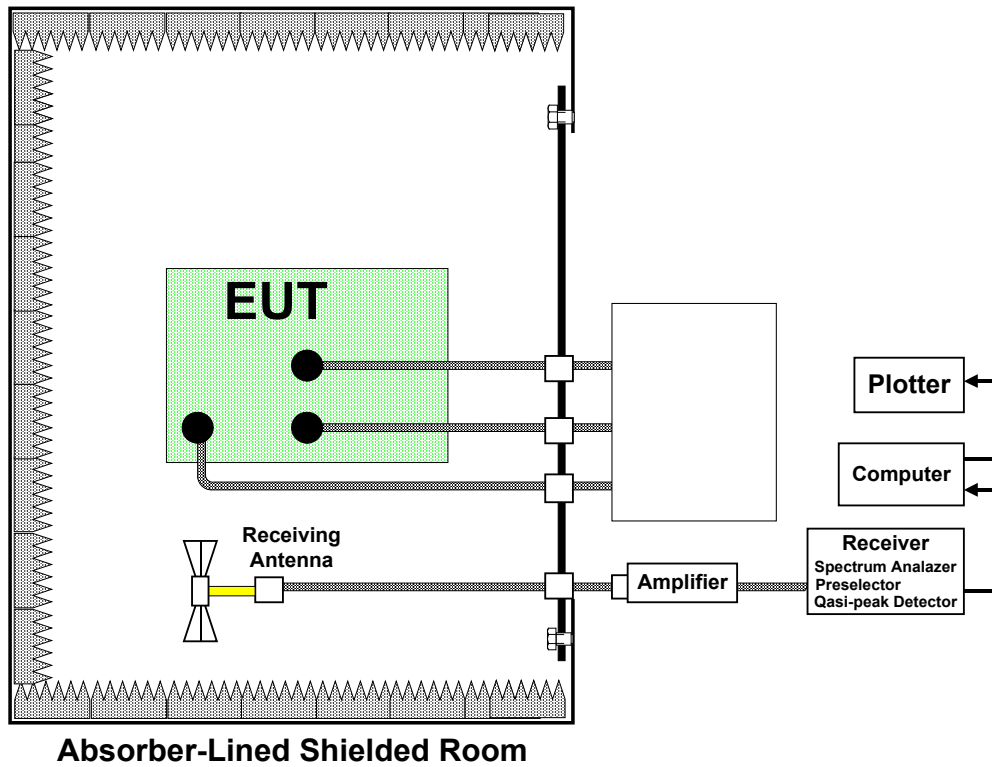 EUT
Plotter
Computer
Receiving
Antenna
Amplifier
Receiver
Spectrum Analazer
Preselector
Qasi-peak Detector
Absorber-Lined Shielded Room